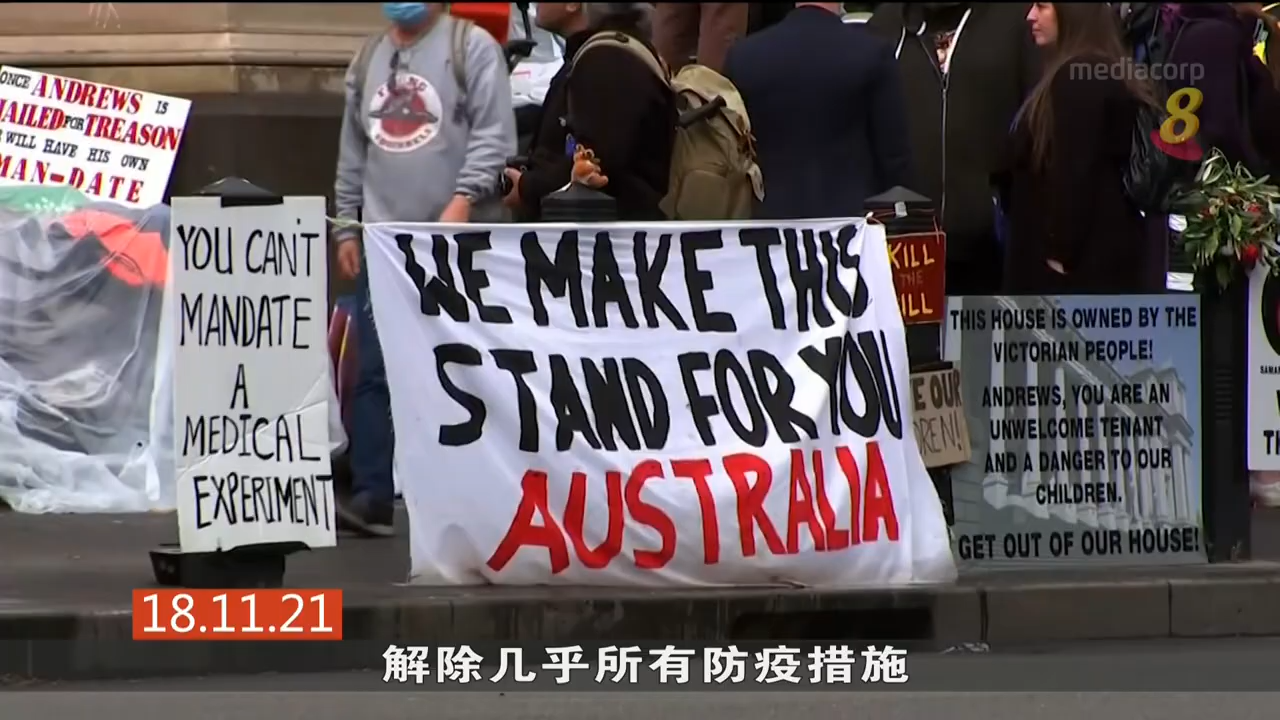 mediacorp
8
ONCE ANDREWS IS
JAILED FOR TREASON
WILL HAVE HIS OWN
MAN-DATE
YOU CAN'T
MANDATE
A
MEDICAL
EXPERIMENT
WE MAKE THIS
STAND FOR YOU
AUSTRALIA
KILL
THE
ILL
E OUR
REN!
THIS HOUSE IS OWNED BY THE
VICTORIAN PEOPLE!
ANDREWS, YOU ARE AN
UNWELCOME TENANT
AND A DANGER TO OUR
CHILDREN.
GET OUT OF OUR HOUSE!
18.11.21
解除几乎所有防疫措施